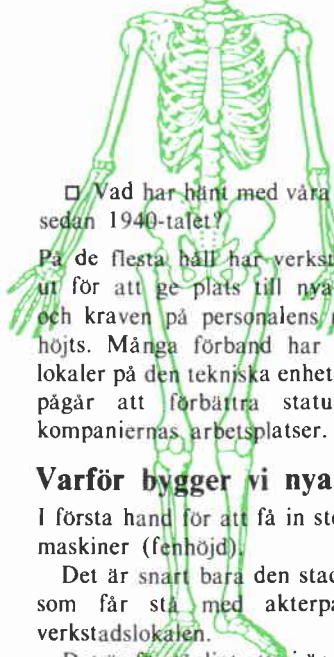 □ Vad har hänt med våra
sedan 1940-talet?
På de flesta håll har verkst
ut för att ge plats till nya
och kraven på personalens
höjts. Många förband har
lokaler på den tekniska enhet
pågår att förbättra statu
kompaniernas arbetsplatser.
Varför bygger vi nya
I första hand för att få in sto
maskiner (fenhöjd).
Det är snart bara den stac
som får stå med akterpa
verkstadslokalen.